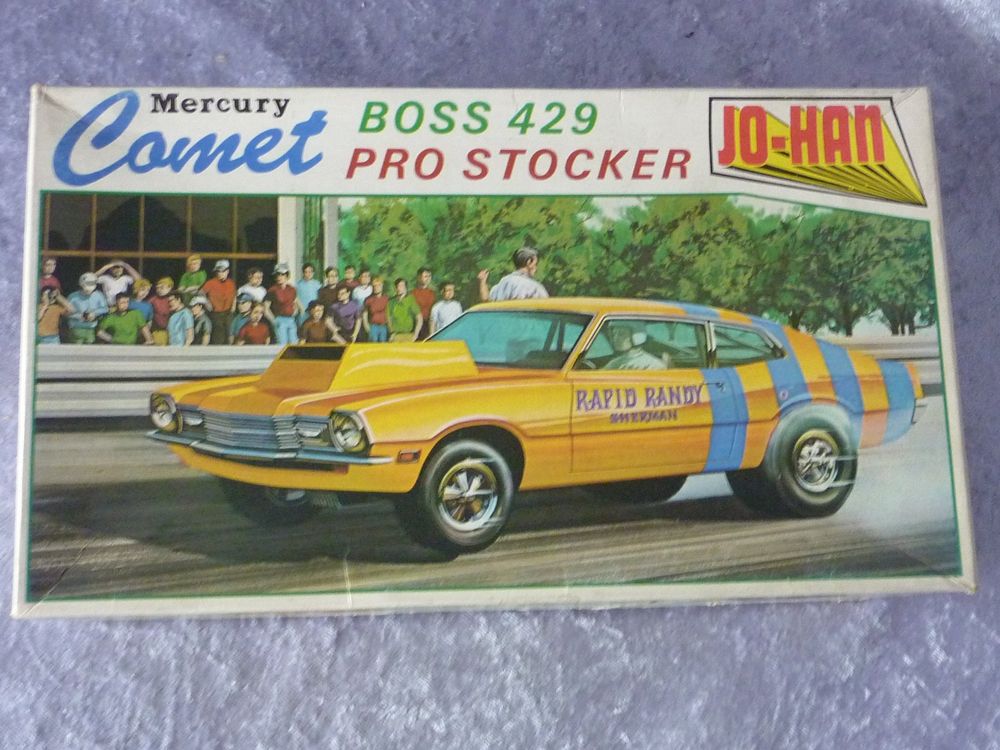 Mercury
Comet
BOSS 429
PRO STOCKER
JO-HAN
RAPID RANDY
SHERMAN